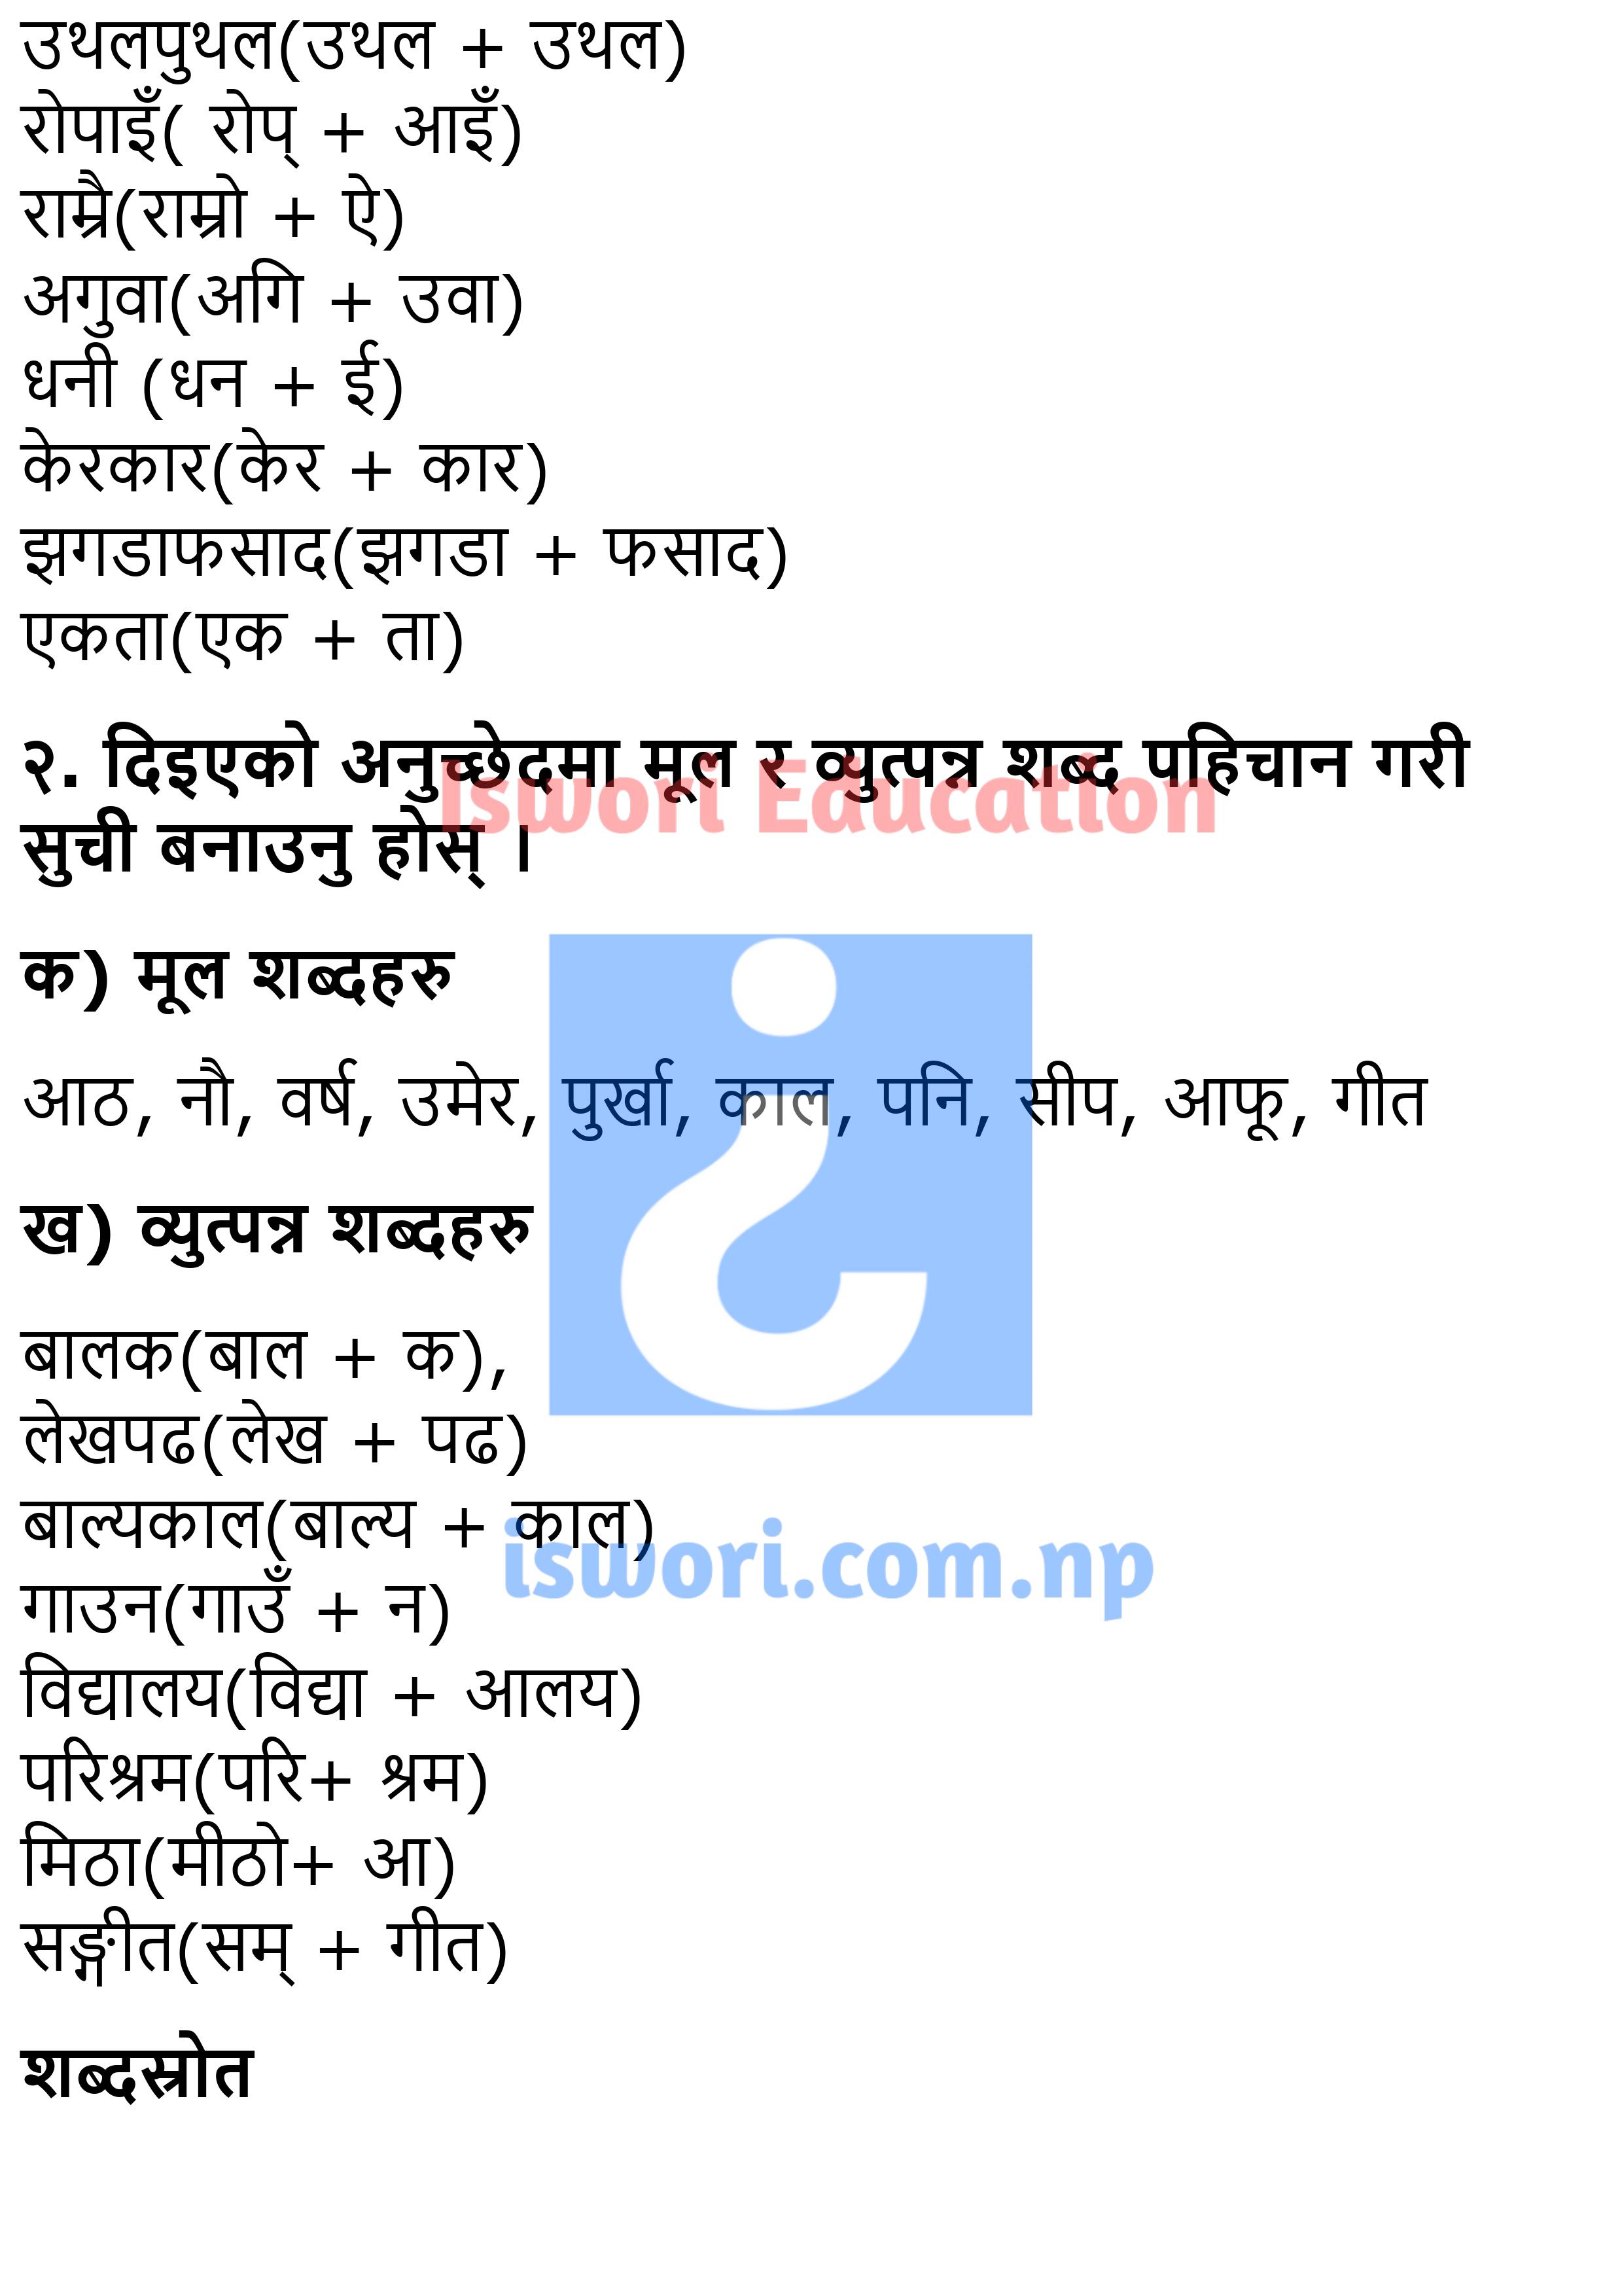 उथलपुथल(उथल + उथल)
रोपाइँ( रोप् + आइँ)
राम्रै(राम्रो + ऐ)
अगुवा(अगि + उवा)
धनी (धन + ई)
केरकार(केर + कार)
झगडाफसाद(झगडा + फसाद)
एकता(एक + ता)
२. दिइएको अनुच्छेदमा मूल र व्युत्पन्न शब्द पहिचान गरी
Iswori Education
सुची बनाउनु होस् ।
क) मूल शब्दहरु
आठ, नौ, वर्ष, उमेर, पुर्खा, काल, पनि, सीप, आफू, गीत
ख) व्युत्पन्न शब्दहरु
बालक(बाल + क),
लेखपढ(लेख + पढ)
बाल्यकाल(बाल्य + काल)
iswori.com.np
गाउन(गाउँ + न)
विद्यालय(विद्या + आलय)
परिश्रम(परि+ श्रम)
मिठा(मीठो+ आ)
सङ्गीत(सम् + गीत)
शब्दस्रोत